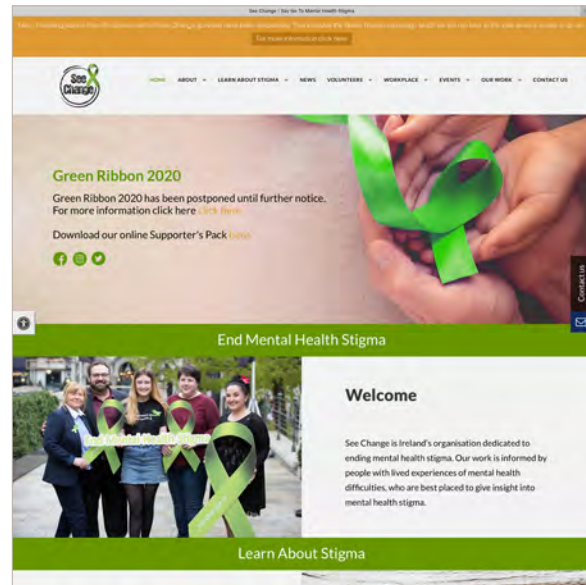 See Change / Say No To Mental Health Stigma
For more information click here
See
Change
HOME ABOUT LEARN ABOUT STIGMA NEWS VOLUNTEERS WORKPLACE EVENTS OUR WORK CONTACT US
Green Ribbon 2020
Green Ribbon 2020 has been postponed until further notice.
For more information click here click here
Download our online Supporter's Pack here
Contact us
End Mental Health Stigma
End Mental Health Stigma
Welcome
See Change is Ireland's organisation dedicated to
ending mental health stigma. Our work is informed by
people with lived experiences of mental health
difficulties, who are best placed to give insight into
mental health stigma.
Learn About Stigma